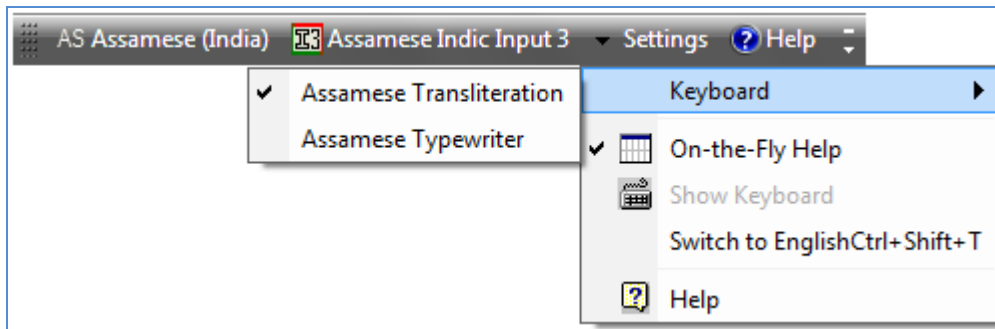 AS Assamese (India) I3 Assamese Indic Input 3 Settings ? Help
Assamese Transliteration Keyboard
Assamese Typewriter On-the-Fly Help
Show Keyboard
Switch to EnglishCtrl+Shift+T
? Help